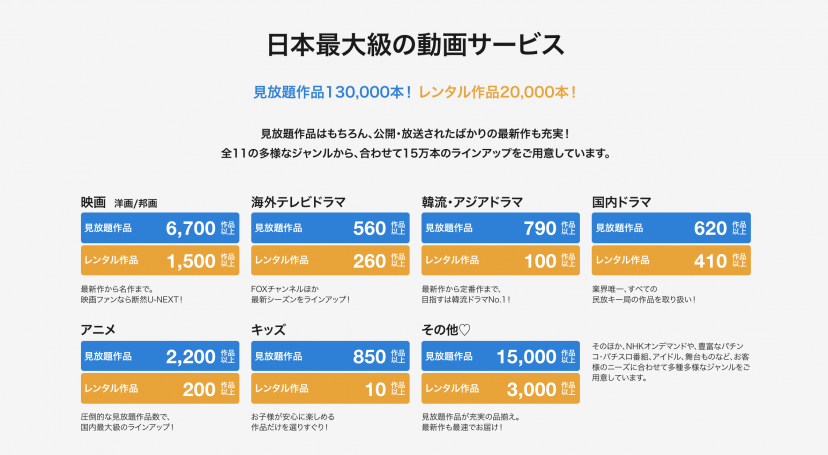 日本最大級の動画サービス
見放題作品130,000本！ レンタル作品20,000本！
見放題作品はもちろん、公開・放送されたばかりの最新作も充実！
全11の多様なジャンルから、合わせて15万本のラインアップをご用意しています。
映画 洋画/邦画
見放題作品 6,700 作品以上
レンタル作品 1,500 作品以上
最新作から名作まで。
映画ファンなら断然U-NEXT！
海外テレビドラマ
見放題作品 560 作品以上
レンタル作品 260 作品以上
FOXチャンネルほか
最新シーズンをラインアップ！
韓流・アジアドラマ
見放題作品 790 作品以上
レンタル作品 100 作品以上
最新作から定番作まで、
目指すは韓流ドラマNo.1！
国内ドラマ
見放題作品 620 作品以上
レンタル作品 410 作品以上
業界唯一、すべての
民放キー局の作品を取り扱い！
アニメ
見放題作品 2,200 作品以上
レンタル作品 200 作品以上
圧倒的な見放題作品数で、
国内最大級のラインアップ！
キッズ
見放題作品 850 作品以上
レンタル作品 10 作品以上
お子様が安心に楽しめる
作品だけを選りすぐり！
その他♡
見放題作品 15,000 作品以上
レンタル作品 3,000 作品以上
見放題作品が充実の品揃え。
最新作も最速でお届け！
そのほか、NHKオンデマンドや、豊富なパチン
コ・パチスロ番組、アイドル、舞台ものなど、お客
様のニーズに合わせて多種多様なジャンルをご
用意しています。